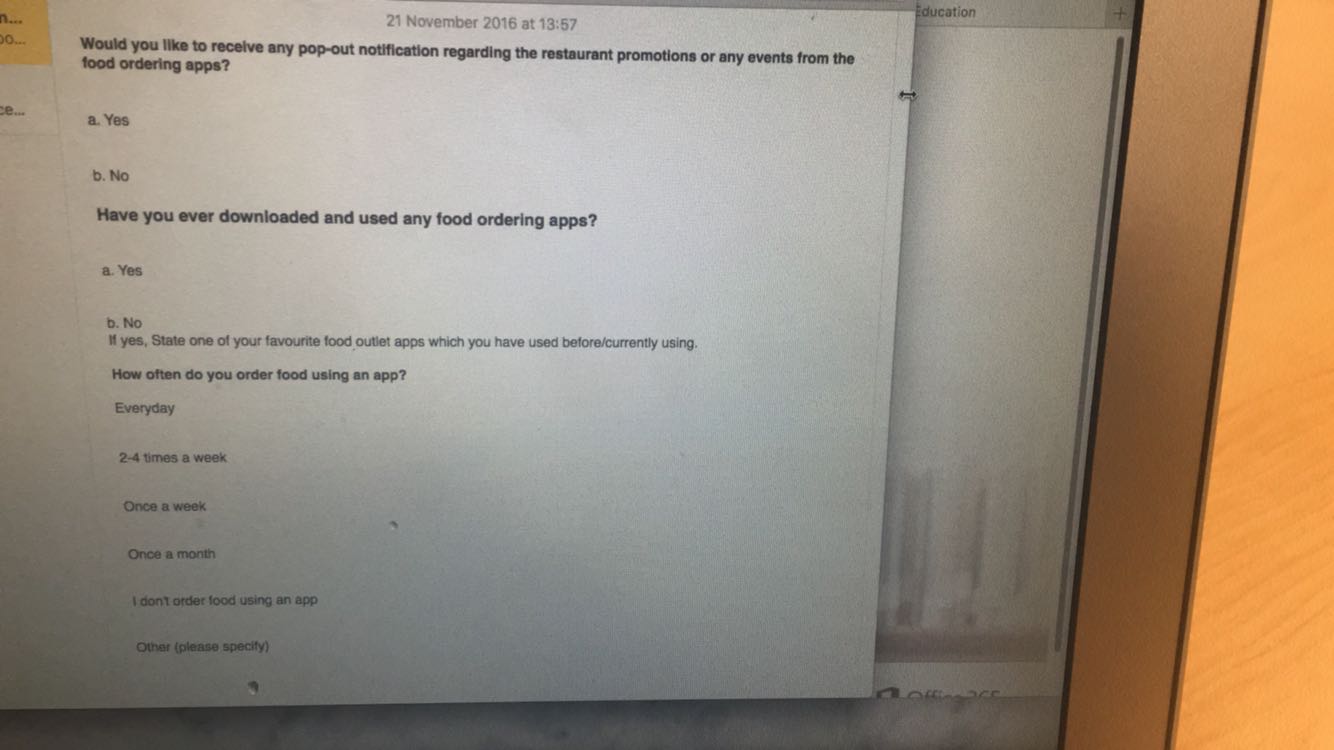 21 November 2016 at 13:57
Education
Would you like to receive any pop-out notification regarding the restaurant promotions or any events from the
food ordering apps?
a. Yes
b. No
Have you ever downloaded and used any food ordering apps?
a. Yes
b. No
If yes, State one of your favourite food outlet apps which you have used before/currently using.
How often do you order food using an app?
Everyday
2-4 times a week
Once a week
Once a month
I don't order food using an app
Other (please specify)